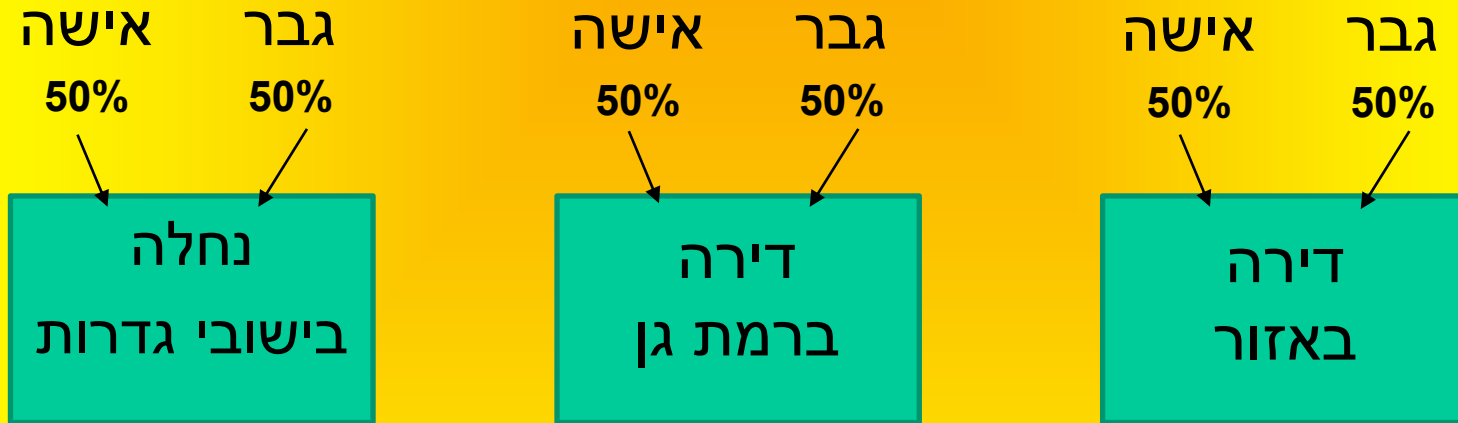 גבר אישה
50% 50%
דירה
באזור
גבר אישה
50% 50%
דירה
ברמת גן
גבר אישה
50% 50%
נחלה
בישובי גדרות